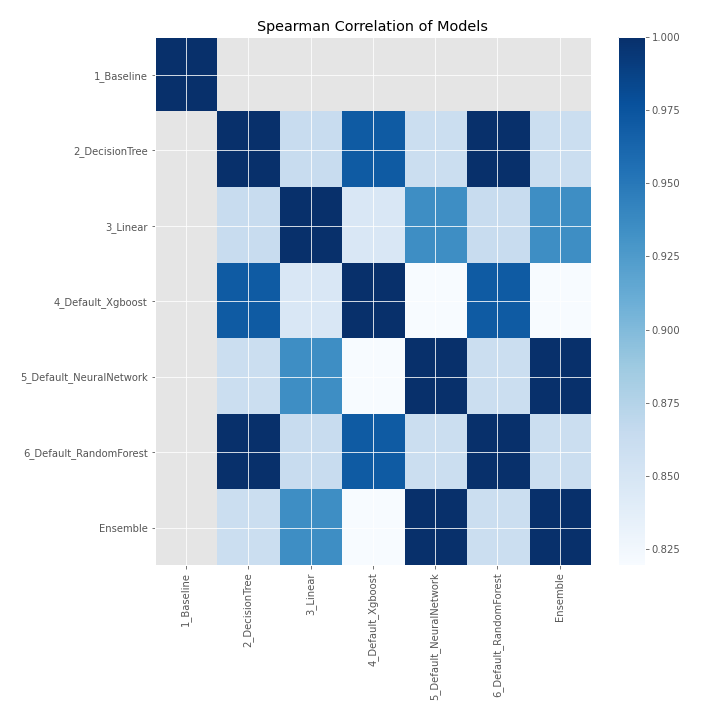 Spearman Correlation of Models
1_Baseline
2_DecisionTree
3_Linear
4_Default_Xgboost
5_Default_NeuralNetwork
6_Default_RandomForest
Ensemble
1_Baseline
2_DecisionTree
3_Linear
4_Default_Xgboost
5_Default_NeuralNetwork
6_Default_RandomForest
Ensemble
1.000
0.975
0.950
0.925
0.900
0.875
0.850
0.825